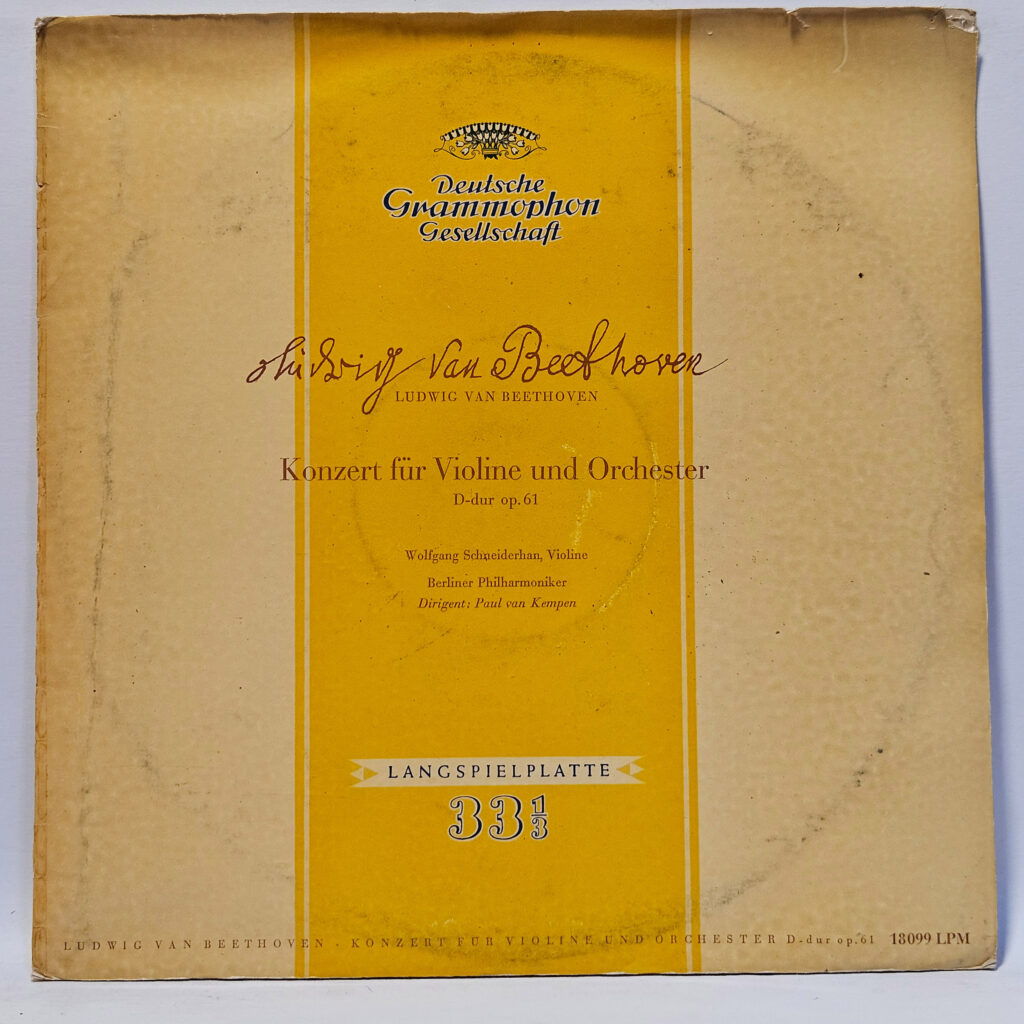 Deutsche
Grammophon
Gesellschaft
Ludwig van Beethoven
LUDWIG VAN BEETHOVEN
Konzert für Violine und Orchester
D-dur op. 61
Wolfgang Schneiderhan, Violine
Berliner Philharmoniker
Dirigent: Paul van Kempen
LANGSPIELPLATTE
33 1/3
LUDWIG VAN BEETHOVEN · KONZERT FÜR VIOLINE UND ORCHESTER D-dur op. 61 18099 LPM